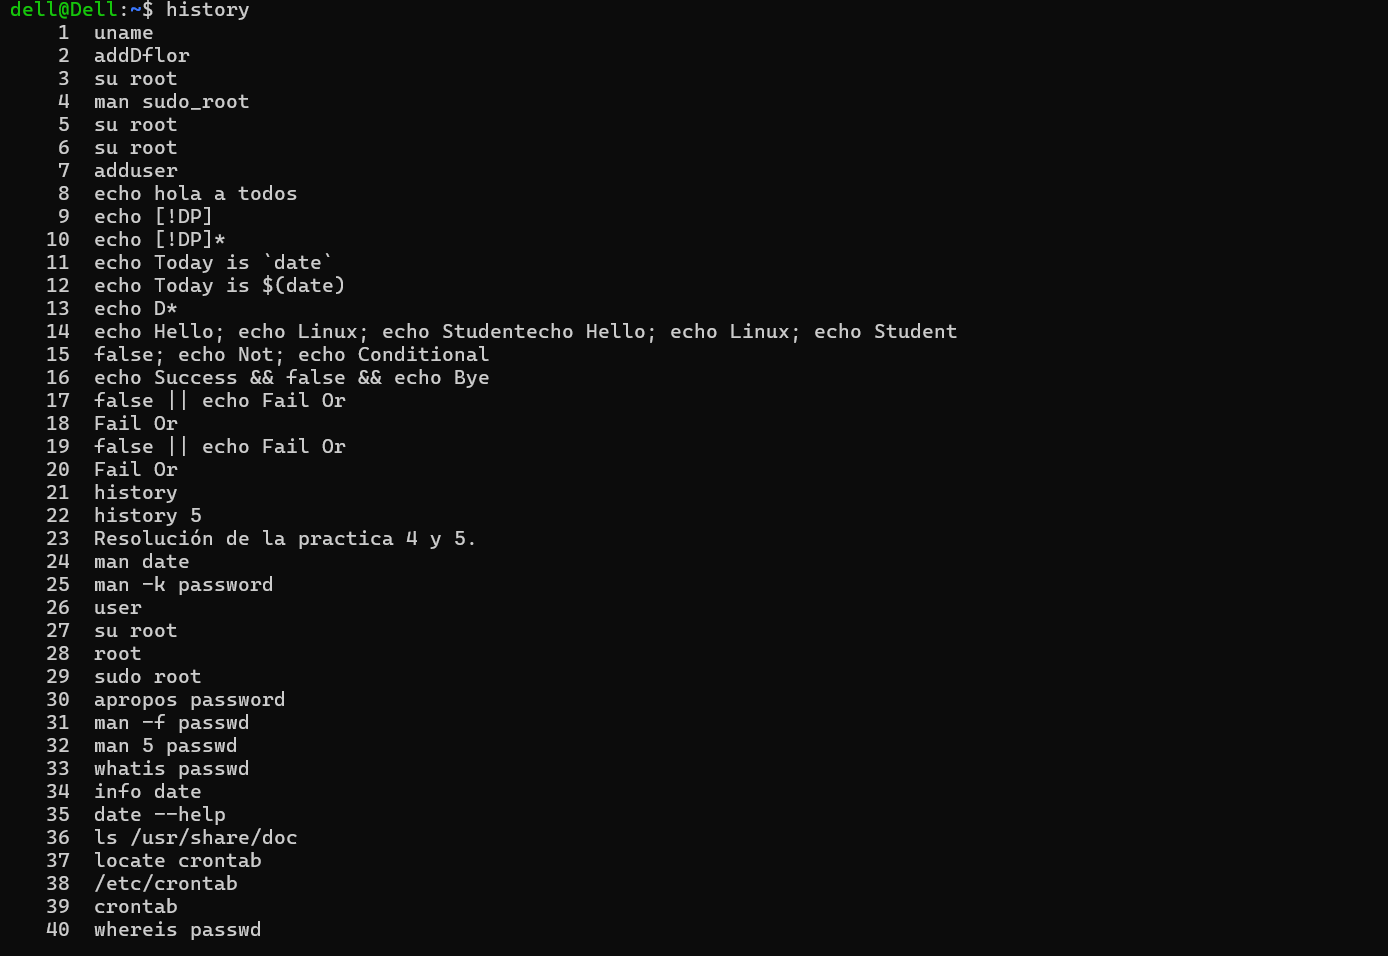 dell@Dell:~$ history
1 uname
2 addDflor
3 su root
4 man sudo_root
5 su root
6 su root
7 adduser
8 echo hola a todos
9 echo [!DP]
10 echo [!DP]*
11 echo Today is `date`
12 echo Today is $(date)
13 echo D*
14 echo Hello; echo Linux; echo Studentecho Hello; echo Linux; echo Student
15 false; echo Not; echo Conditional
16 echo Success && false && echo Bye
17 false || echo Fail Or
18 Fail Or
19 false || echo Fail Or
20 Fail Or
21 history
22 history 5
23 Resolución de la practica 4 y 5.
24 man date
25 man -k password
26 user
27 su root
28 root
29 sudo root
30 apropos password
31 man -f passwd
32 man 5 passwd
33 whatis passwd
34 info date
35 date --help
36 ls /usr/share/doc
37 locate crontab
38 /etc/crontab
39 crontab
40 whereis passwd